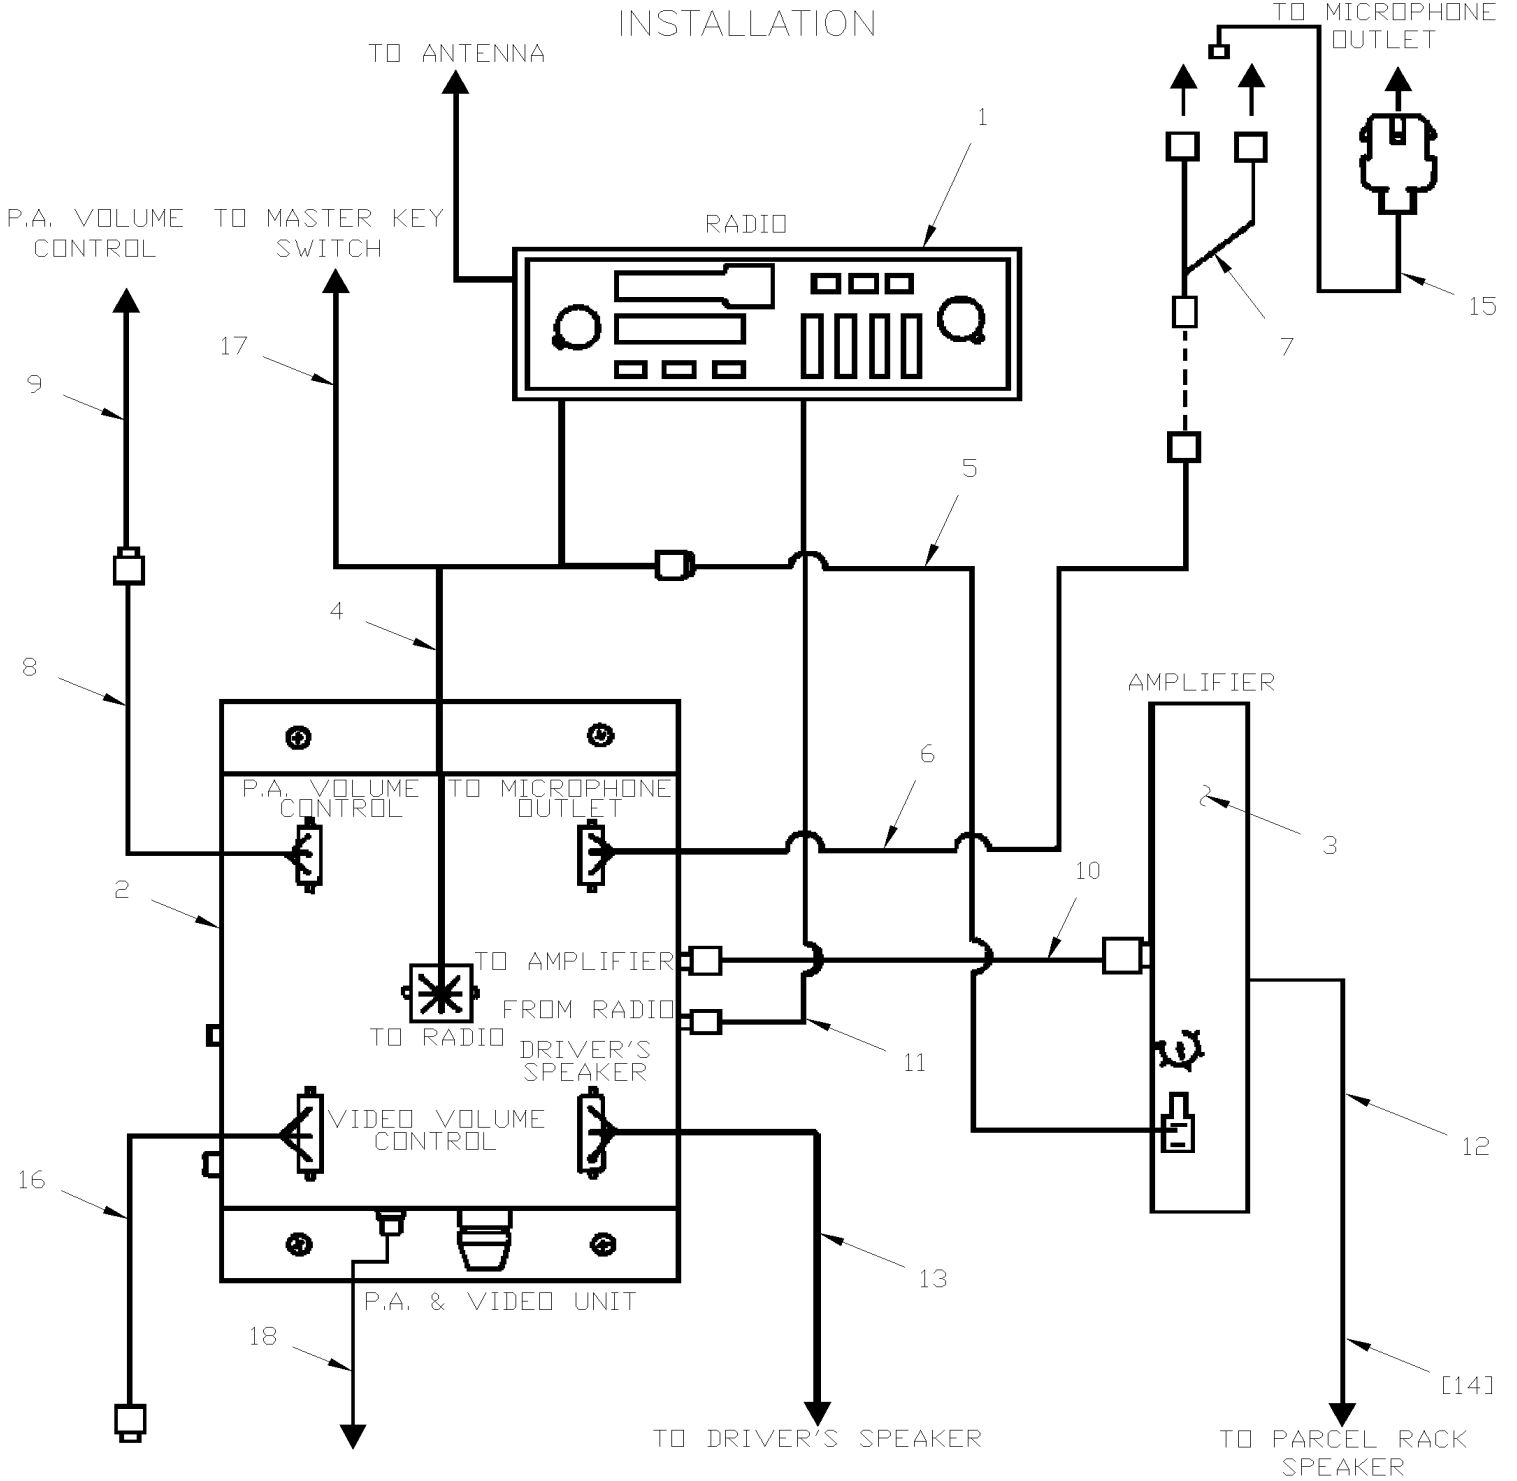 INSTALLATION
TO MICROPHONE
OUTLET
TO ANTENNA
1
P.A. VOLUME
CONTROL
TO MASTER KEY
SWITCH
RADIO
15
17
7
9
5
4
8
AMPLIFIER
6
P.A. VOLUME
CONTROL
TO MICROPHONE
OUTLET
3
2
10
TO AMPLIFIER
FROM RADIO
TO RADIO
DRIVER'S
SPEAKER
11
VIDEO VOLUME
CONTROL
12
16
13
P.A. & VIDEO UNIT
18
[14]
TO DRIVER'S SPEAKER
TO PARCEL RACK
SPEAKER